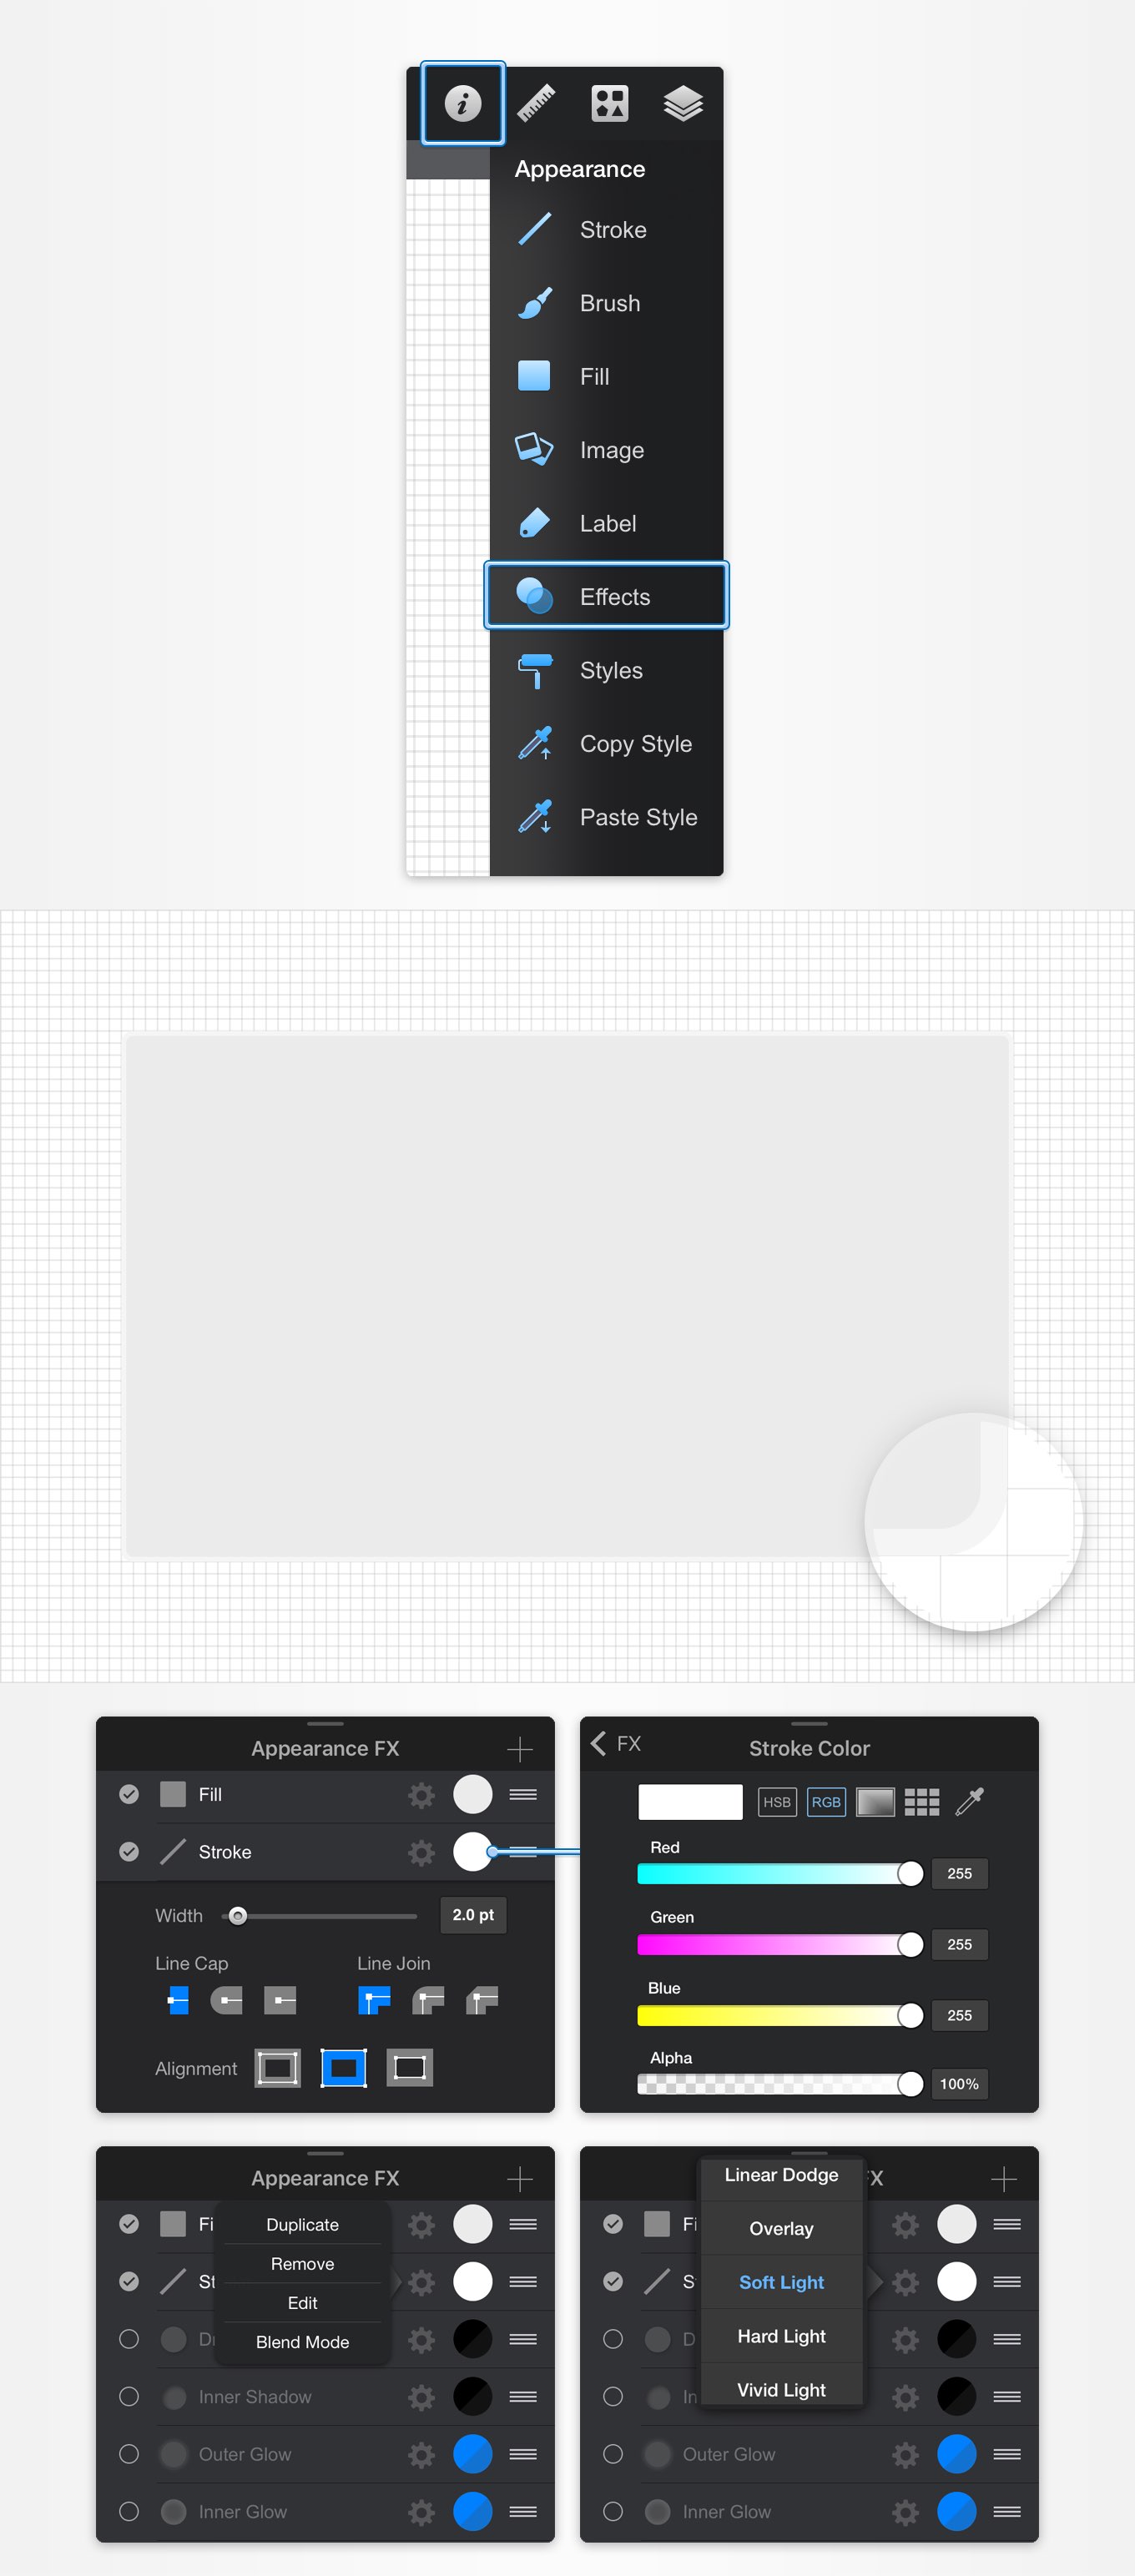 Appearance
Stroke
Brush
Fill
Image
Label
Effects
Styles
Copy Style
Paste Style
Appearance FX
Fill
Stroke
Width
2.0 pt
Line Cap
Line Join
Alignment
FX
Stroke Color
HSB
RGB
Red
255
Green
255
Blue
255
Alpha
100%
Appearance FX
Fi
Duplicate
Remove
St
Edit
Blend Mode
D
Inner Shadow
Outer Glow
Inner Glow
FX
Linear Dodge
Fi
Overlay
S
Soft Light
D
Hard Light
In
Vivid Light
Outer Glow
Inner Glow